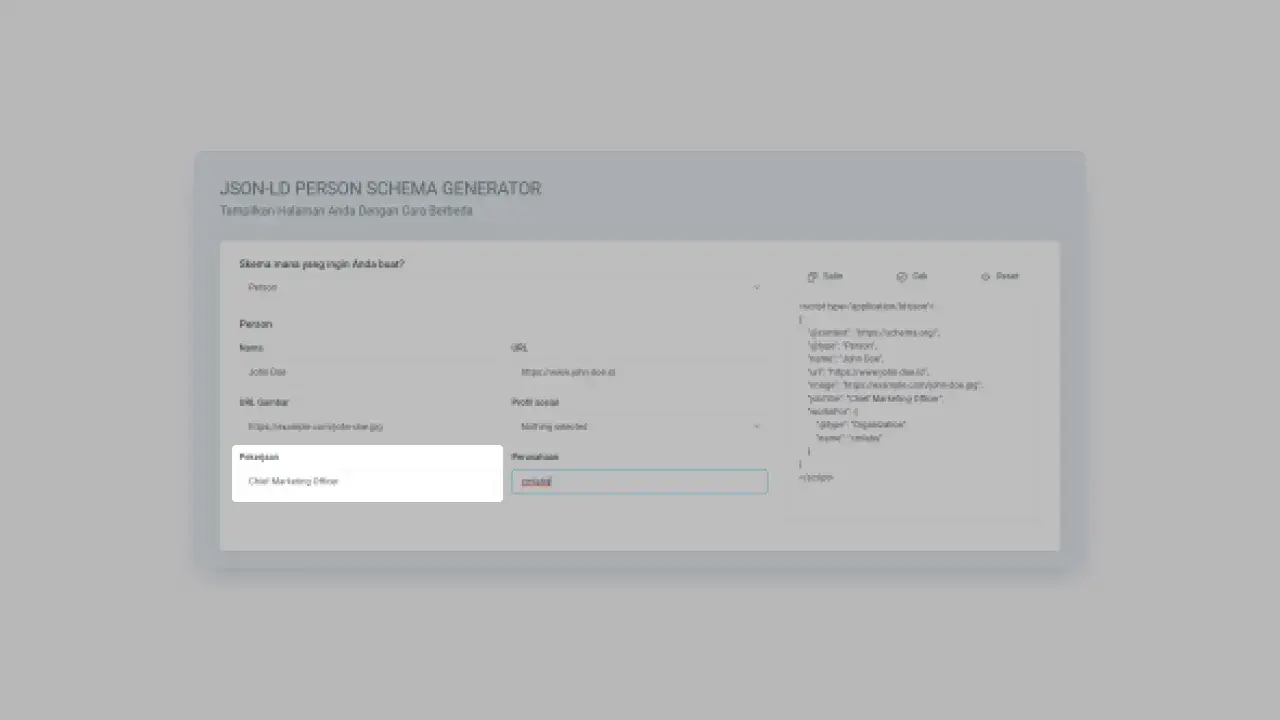 JSON-LD PERSON SCHEMA GENERATOR
Tampilkan Halaman Anda Dengan Cara Berbeda
Skema mana yang ingin Anda buat?
Person
Person
Nama
URL
John Doe
https://www.john-doe.id
URL Gambar
Profil sosial
https://example.com/john-doe.jpg
Nothing selected
Pekerjaan
Perusahaan
Chief Marketing Officer
cmlabs
Salin
Cek
Reset
<script type="application/ld+json">
{
"@context": "https://schema.org/",
"@type": "Person",
"name": "John Doe",
"url": "https://www.john-doe.id",
"image": "https://example.com/john-doe.jpg",
"jobTitle": "Chief Marketing Officer",
"worksFor": {
"@type": "Organization"
"name": "cmlabs"
}
}
</script>